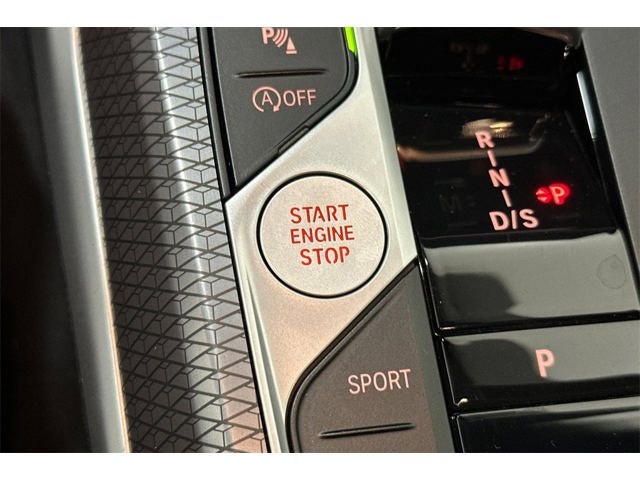 P
A OFF
START
ENGINE
STOP
SPORT
R
N
D/S
P
P